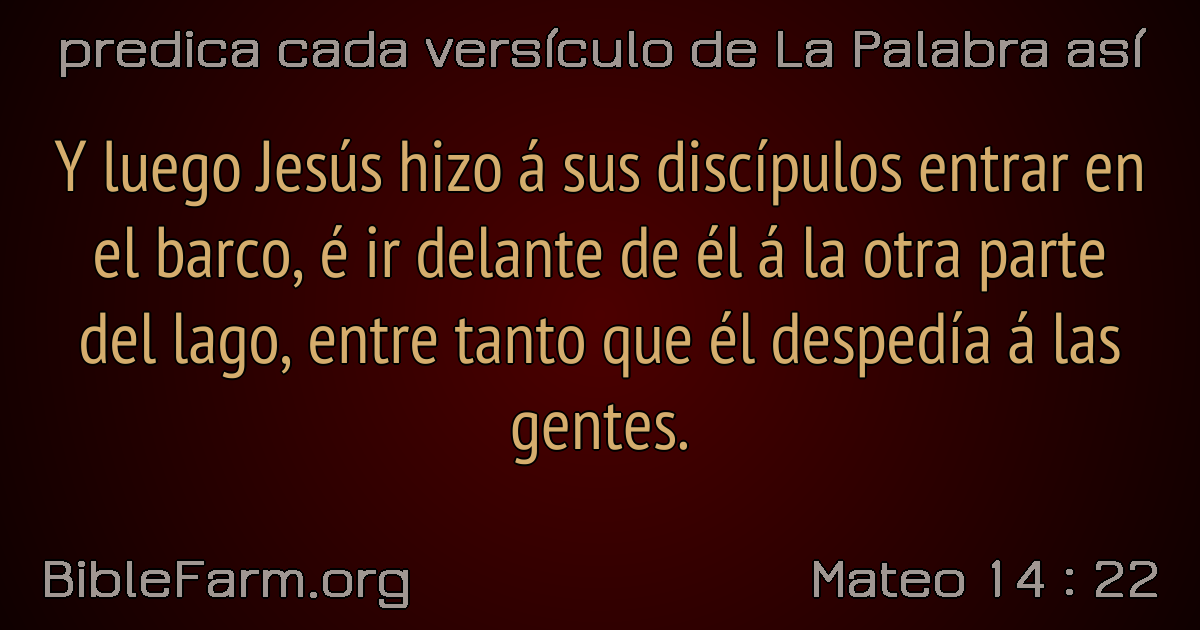 predica cada versículo de La Palabra así
Y luego Jesús hizo á sus discípulos entrar en
el barco, é ir delante de él á la otra parte
del lago, entre tanto que él despedía á las
gentes.
BibleFarm.org
Mateo 14 : 22